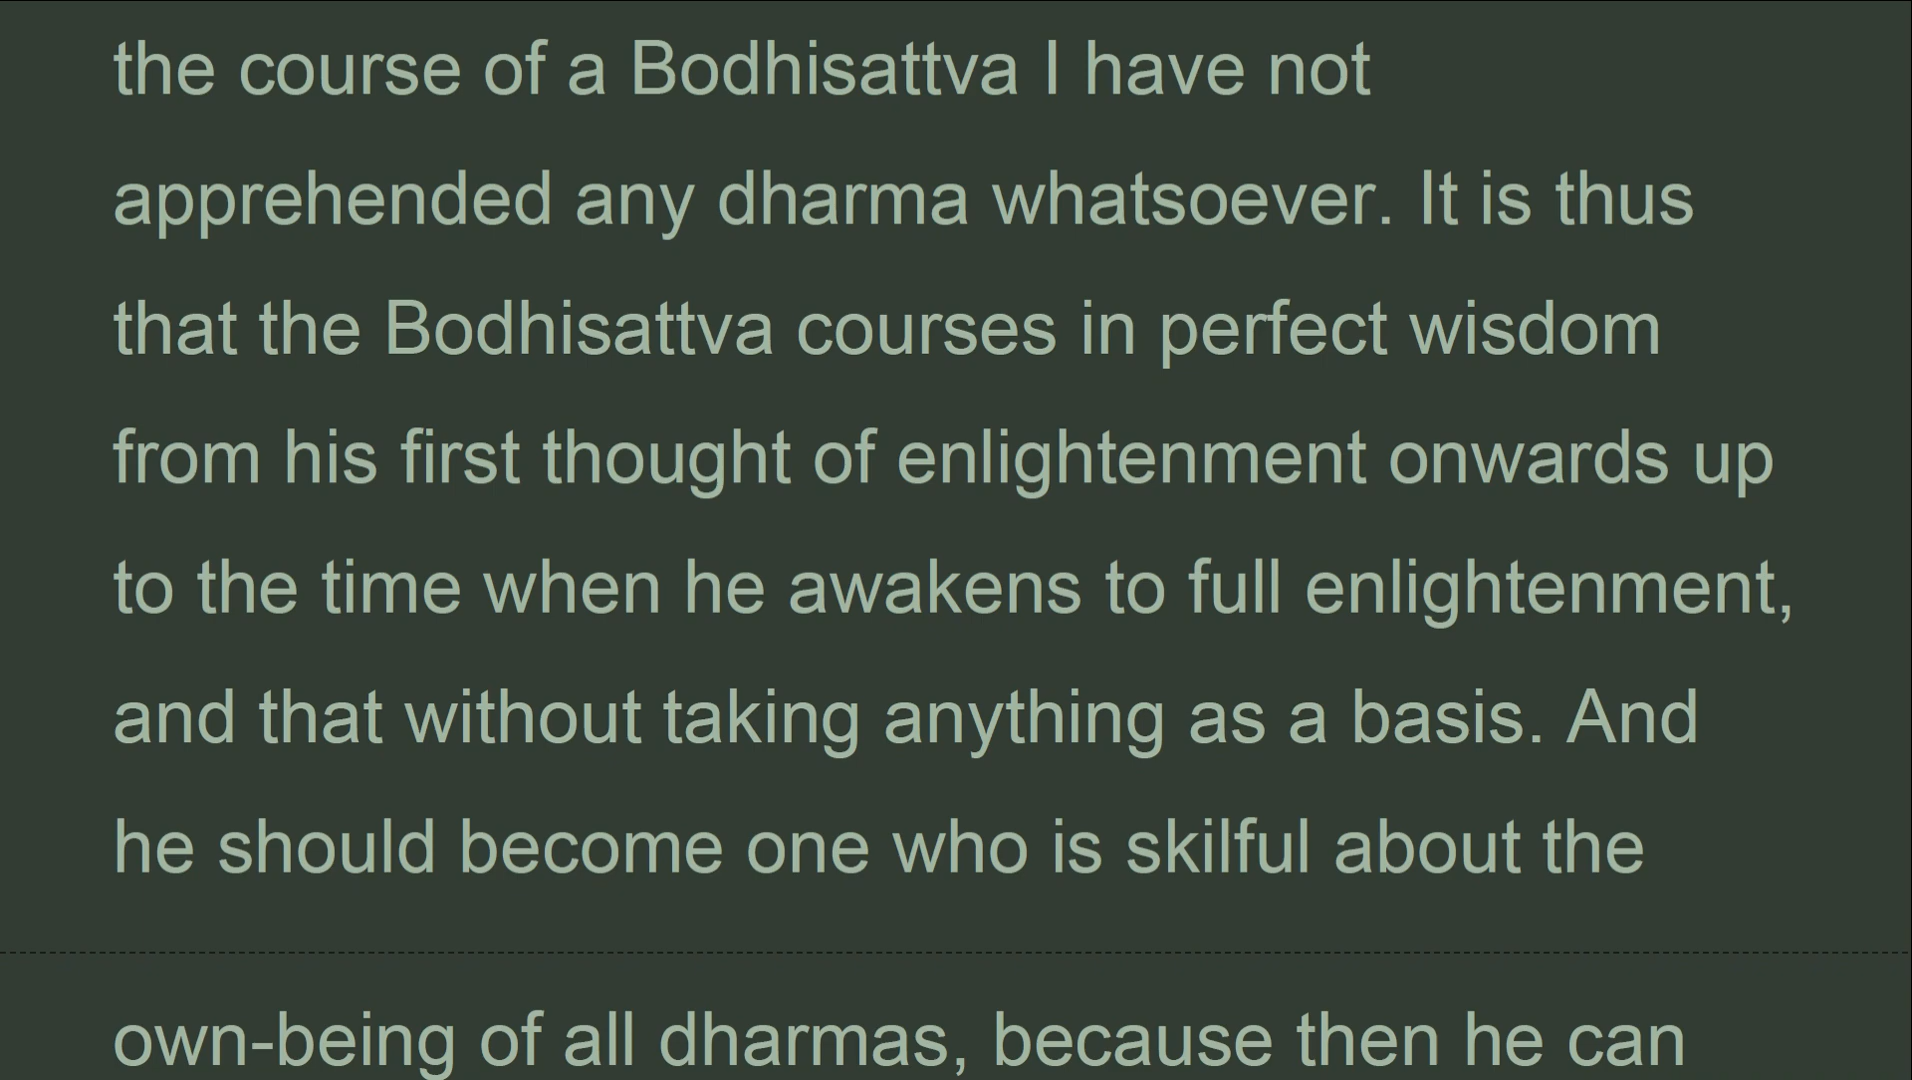 the course of a Bodhisattva I have not
apprehended any dharma whatsoever. It is thus
that the Bodhisattva courses in perfect wisdom
from his first thought of enlightenment onwards up
to the time when he awakens to full enlightenment,
and that without taking anything as a basis. And
he should become one who is skilful about the
own-being of all dharmas, because then he can